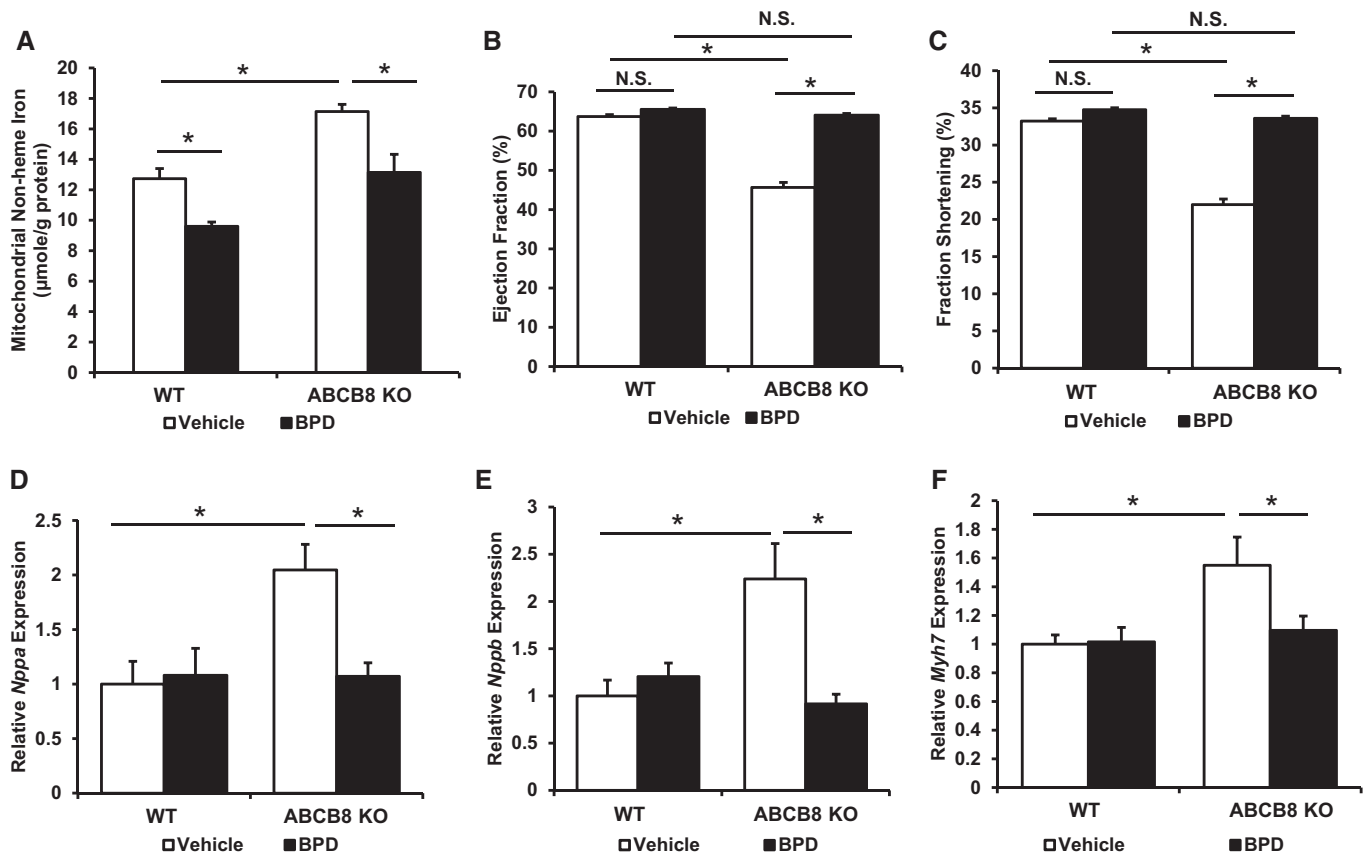 A
Mitochondrial Non-heme Iron
(µmole/g protein)
20
18
16
14
12
10
8
6
4
2
0
*
*
*
WT
ABCB8 KO
Vehicle
BPD
B
Ejection Fraction (%)
70
60
50
40
30
20
10
0
N.S.
*
N.S.
*
WT
ABCB8 KO
Vehicle
BPD
C
Fraction Shortening (%)
40
35
30
25
20
15
10
5
0
N.S.
*
N.S.
*
WT
ABCB8 KO
Vehicle
BPD
D
Relative Nppa Expression
2.5
2
1.5
1
0.5
0
*
*
WT
ABCB8 KO
Vehicle
BPD
E
Relative Nppb Expression
3
2.5
2
1.5
1
0.5
0
*
*
WT
ABCB8 KO
Vehicle
BPD
F
Relative Myh7 Expression
2
1.8
1.6
1.4
1.2
1
0.8
0.6
0.4
0.2
0
*
*
WT
ABCB8 KO
Vehicle
BPD